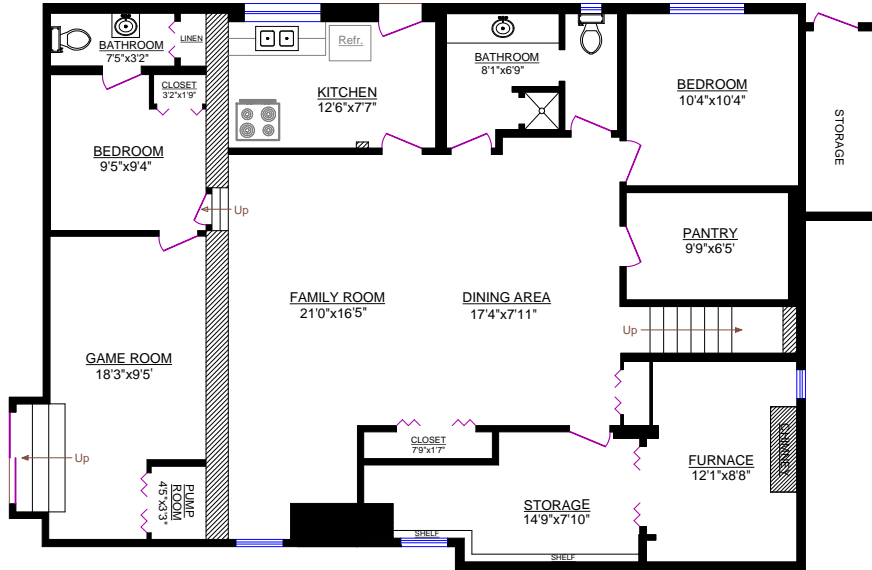 BATHROOM
7'5"x3'2"
LINEN
CLOSET
3'2"x1'9"
BEDROOM
9'5"x9'4"
Refr.
KITCHEN
12'6"x7'7"
BATHROOM
8'1"x6'9"
BEDROOM
10'4"x10'4"
STORAGE
Up
PANTRY
9'9"x6'5'
FAMILY ROOM
21'0"x16'5"
DINING AREA
17'4"x7'11"
Up
GAME ROOM
18'3"x9'5'
Up
PUMP
ROOM
4'5"x3'3"
CLOSET
7'9"x1'7"
STORAGE
14'9"x7'10"
SHELF
SHELF
FURNACE
12'1"x8'8"
CHIMNEY